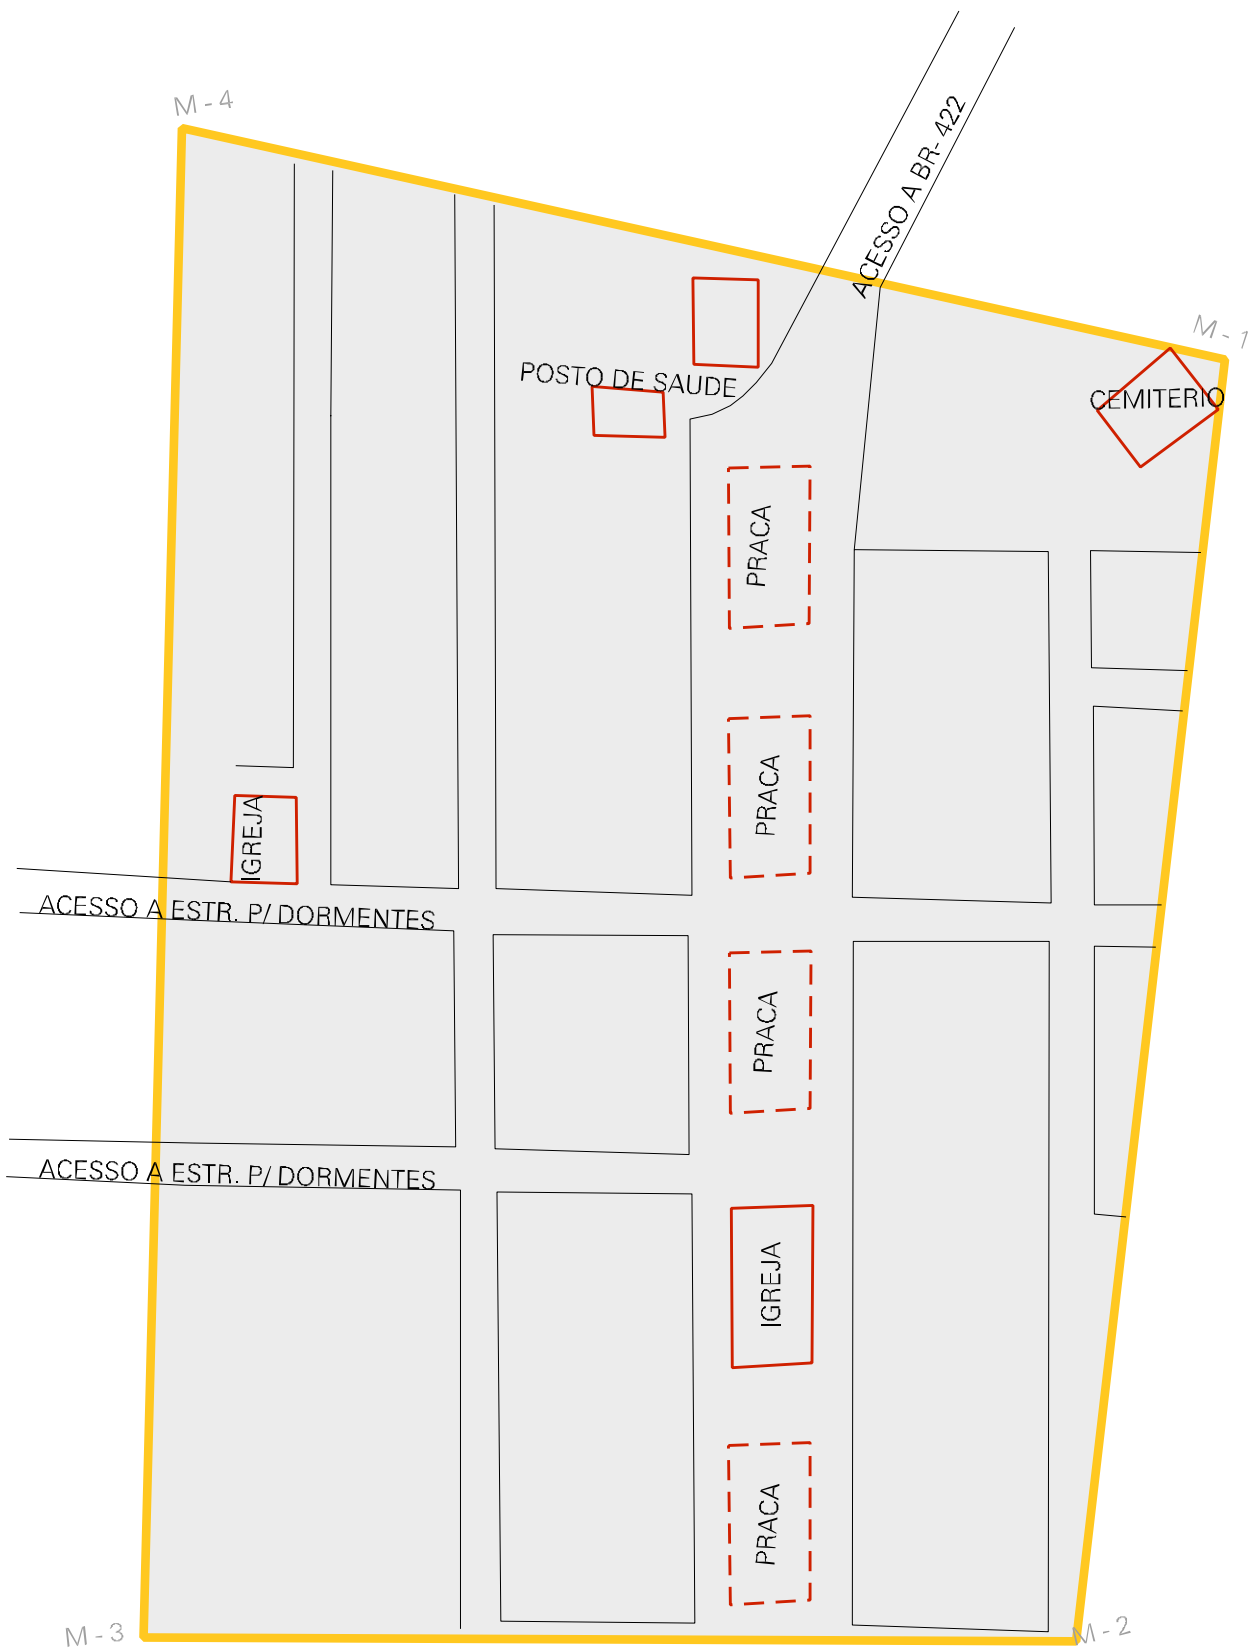 M-4
ACESSO A BR-422
M-1
POSTO DE SAUDE
CEMITERIO
PRACA
PRACA
IGREJA
ACESSO A ESTR. P/ DORMENTES
PRACA
ACESSO A ESTR. P/ DORMENTES
IGREJA
PRACA
M-3
M-2